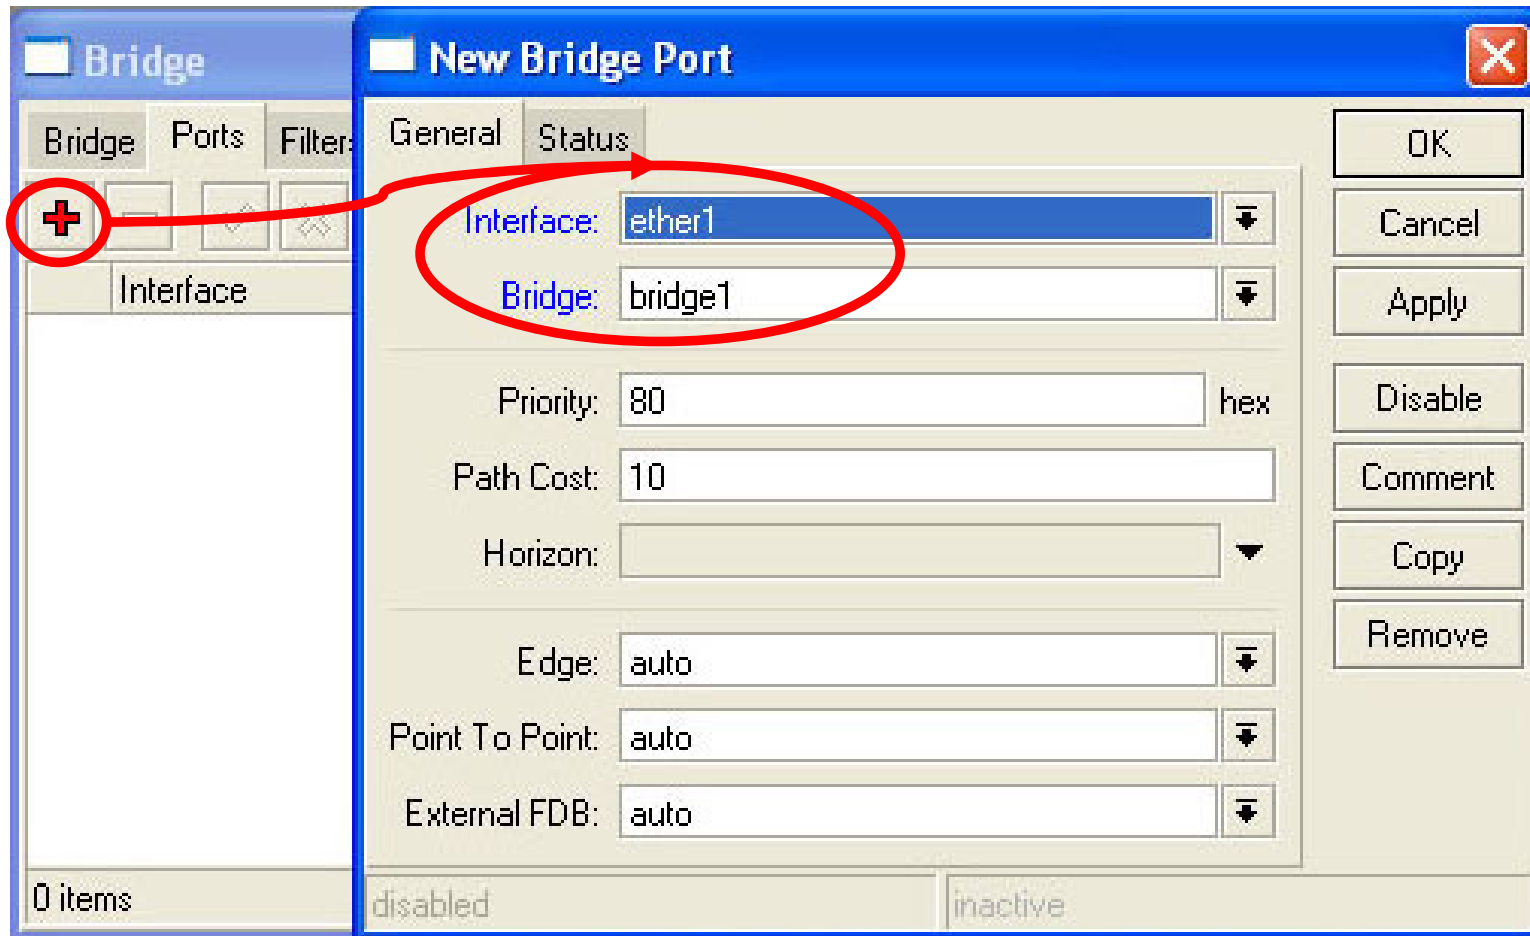 Bridge
Bridge Ports Filter
Interface
0 items
New Bridge Port
General Status
Interface: ether1
Bridge: bridge1
Priority: 80 hex
Path Cost: 10
Horizon:
Edge: auto
Point To Point: auto
External FDB: auto
disabled inactive
OK
Cancel
Apply
Disable
Comment
Copy
Remove